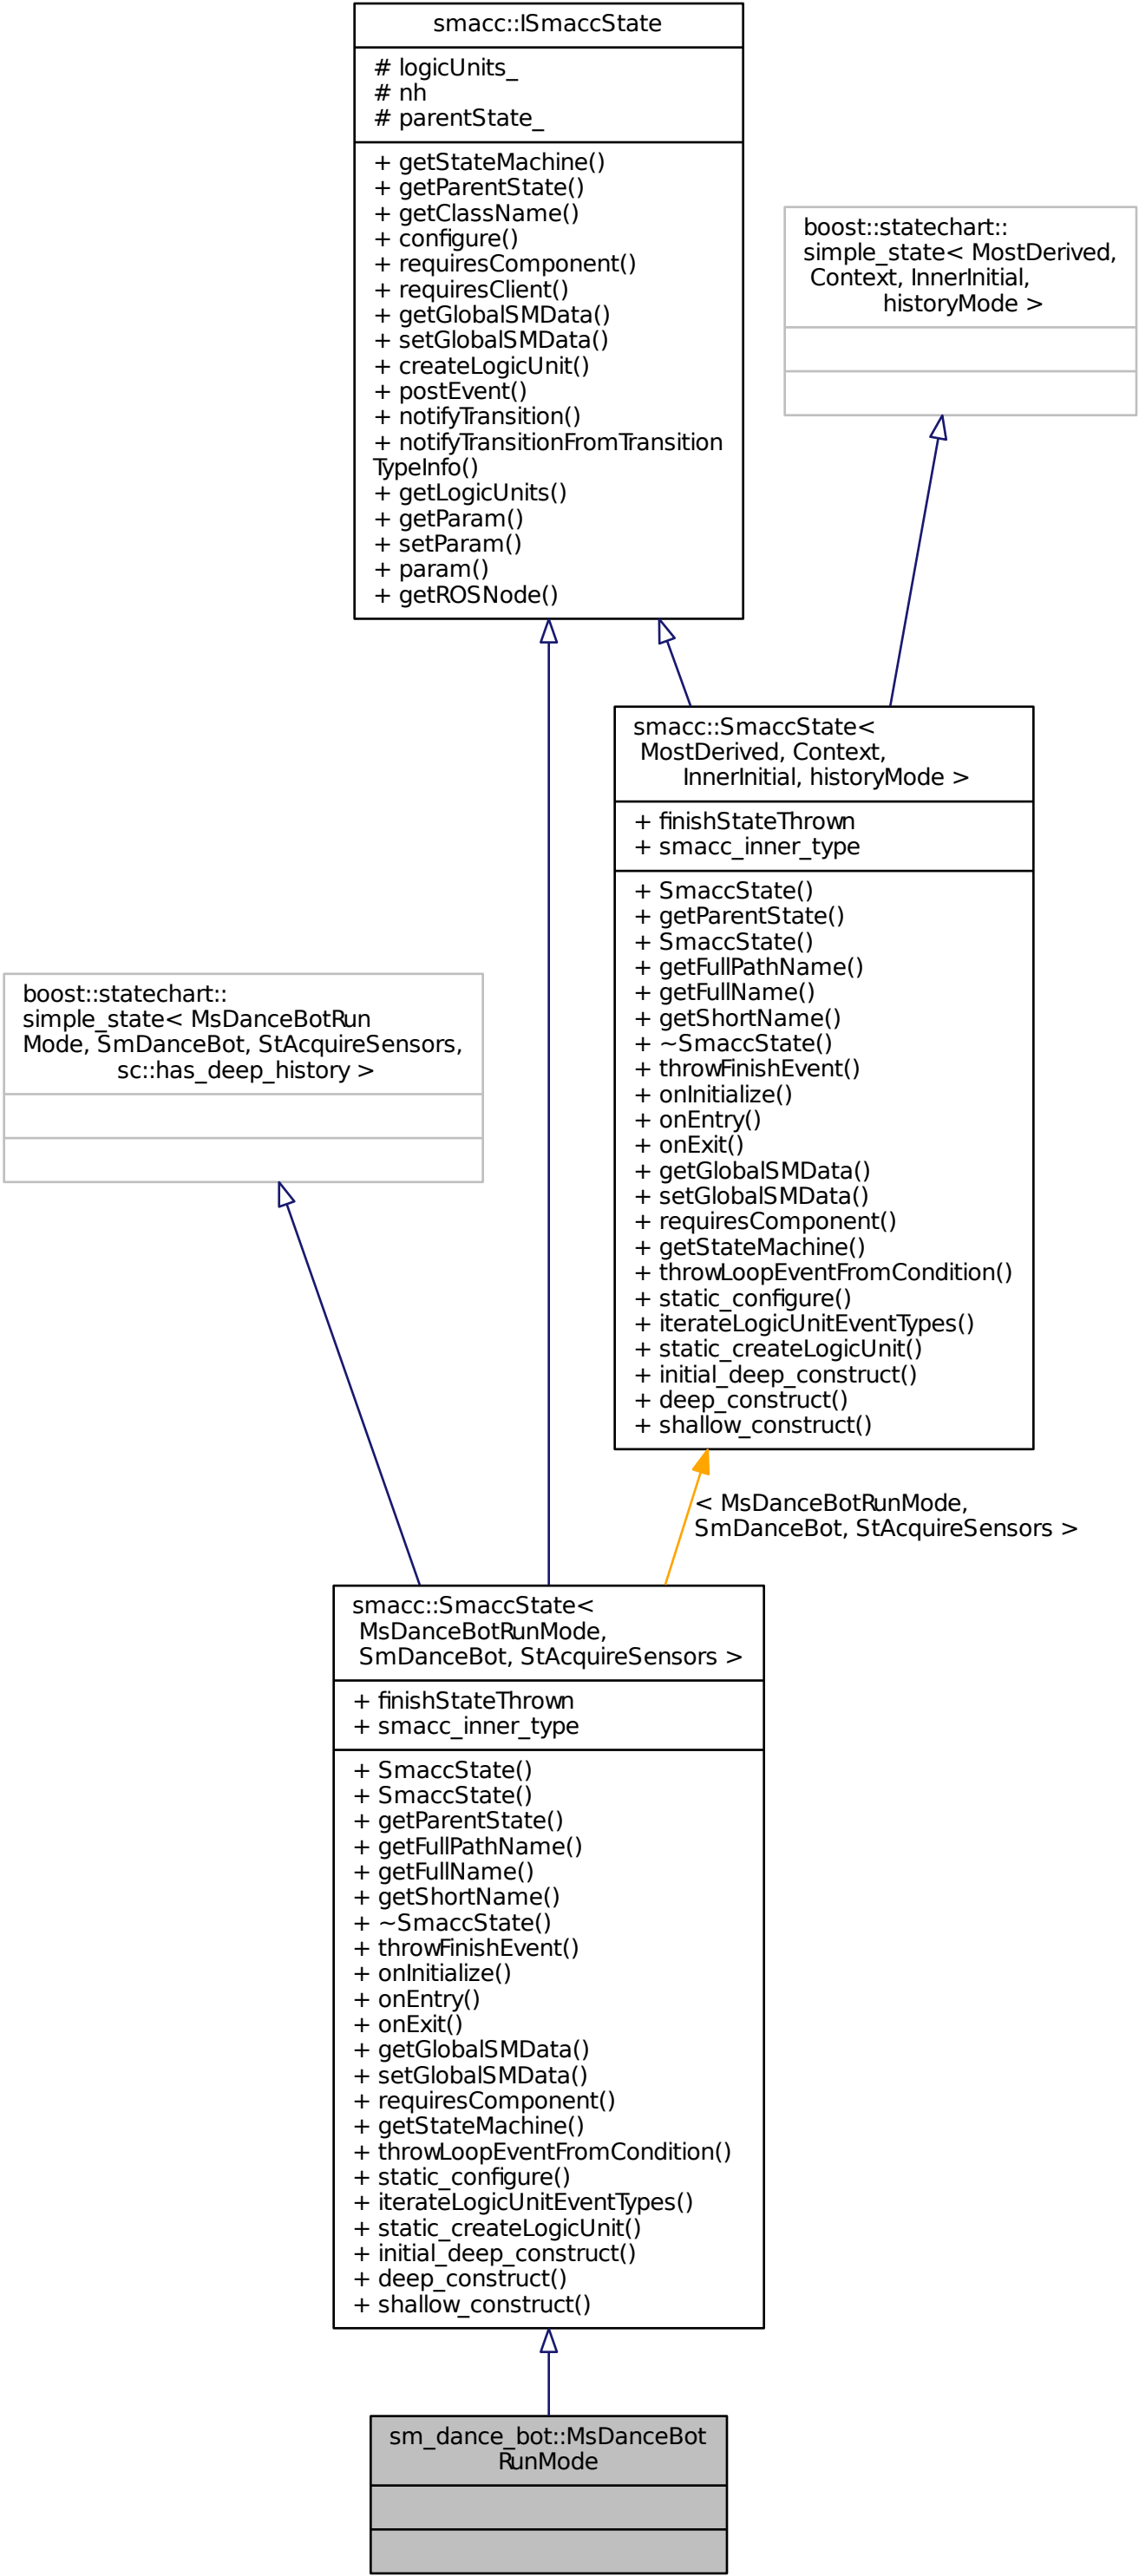 smacc::ISmaccState
# logicUnits_
# nh
# parentState_
+ getStateMachine()
+ getParentState()
+ getClassName()
+ configure()
+ requiresComponent()
+ requiresClient()
+ getGlobalSMData()
+ setGlobalSMData()
+ createLogicUnit()
+ postEvent()
+ notifyTransition()
+ notifyTransitionFromTransition
TypeInfo()
+ getLogicUnits()
+ getParam()
+ setParam()
+ param()
+ getROSNode()
boost::statechart::
simple_state< MostDerived,
Context, InnerInitial,
historyMode >
smacc::SmaccState<
MostDerived, Context,
InnerInitial, historyMode >
+ finishStateThrown
+ smacc_inner_type
+ SmaccState()
+ getParentState()
+ SmaccState()
+ getFullPathName()
+ getFullName()
+ getShortName()
+ ~SmaccState()
+ throwFinishEvent()
+ onInitialize()
+ onEntry()
+ onExit()
+ getGlobalSMData()
+ setGlobalSMData()
+ requiresComponent()
+ getStateMachine()
+ throwLoopEventFromCondition()
+ static_configure()
+ iterateLogicUnitEventTypes()
+ static_createLogicUnit()
+ initial_deep_construct()
+ deep_construct()
+ shallow_construct()
boost::statechart::
simple_state< MsDanceBotRun
Mode, SmDanceBot, StAcquireSensors,
sc::has_deep_history >
< MsDanceBotRunMode,
SmDanceBot, StAcquireSensors >
smacc::SmaccState<
MsDanceBotRunMode,
SmDanceBot, StAcquireSensors >
+ finishStateThrown
+ smacc_inner_type
+ SmaccState()
+ SmaccState()
+ getParentState()
+ getFullPathName()
+ getFullName()
+ getShortName()
+ ~SmaccState()
+ throwFinishEvent()
+ onInitialize()
+ onEntry()
+ onExit()
+ getGlobalSMData()
+ setGlobalSMData()
+ requiresComponent()
+ getStateMachine()
+ throwLoopEventFromCondition()
+ static_configure()
+ iterateLogicUnitEventTypes()
+ static_createLogicUnit()
+ initial_deep_construct()
+ deep_construct()
+ shallow_construct()
sm_dance_bot::MsDanceBot
RunMode